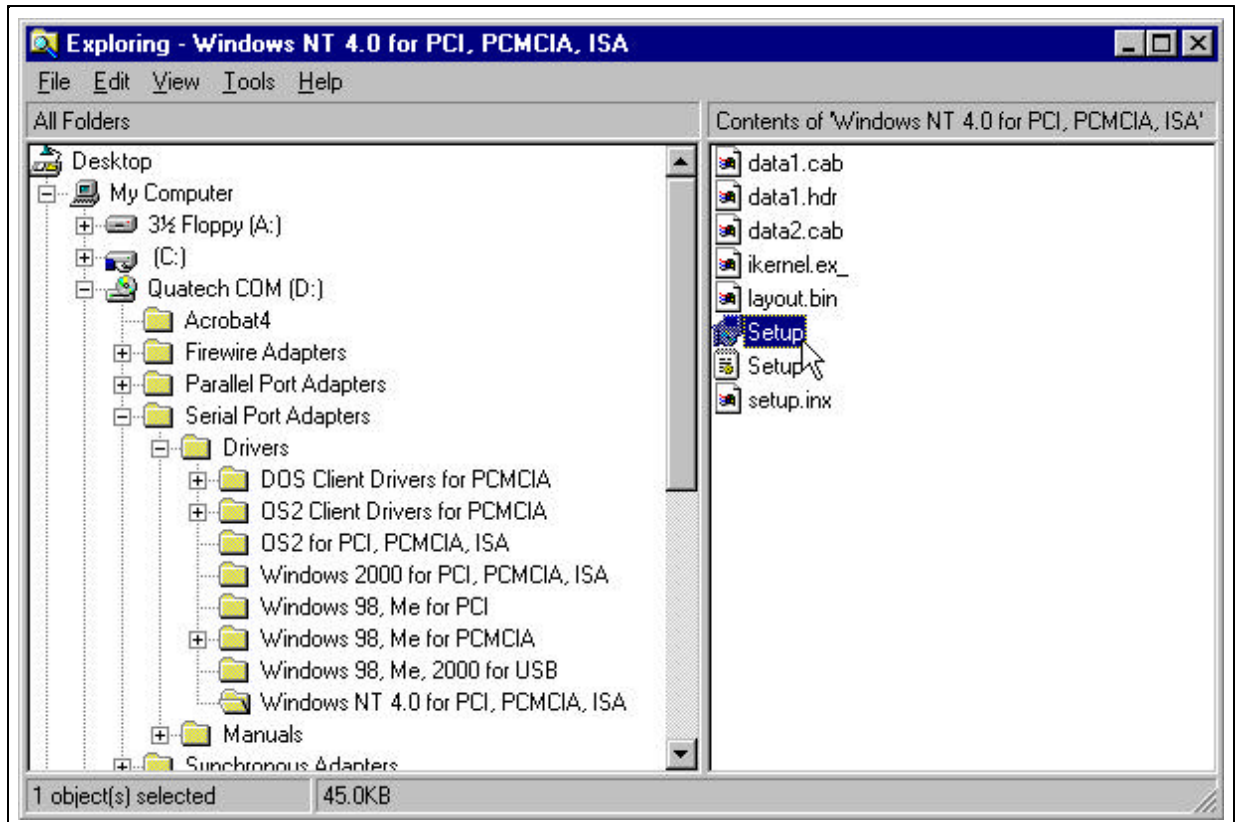 Exploring - Windows NT 4.0 for PCI, PCMCIA, ISA
File Edit View Tools Help
All Folders
Contents of 'Windows NT 4.0 for PCI, PCMCIA, ISA'
Desktop
My Computer
3½ Floppy (A:)
(C:)
Quatech COM (D:)
Acrobat4
Firewire Adapters
Parallel Port Adapters
Serial Port Adapters
Drivers
DOS Client Drivers for PCMCIA
OS2 Client Drivers for PCMCIA
OS2 for PCI, PCMCIA, ISA
Windows 2000 for PCI, PCMCIA, ISA
Windows 98, Me for PCI
Windows 98, Me for PCMCIA
Windows 98, Me, 2000 for USB
Windows NT 4.0 for PCI, PCMCIA, ISA
Manuals
Synchronous Adapters
data1.cab
data1.hdr
data2.cab
ikernel.ex_
layout.bin
Setup
Setup
setup.inx
1 object(s) selected
45.0KB